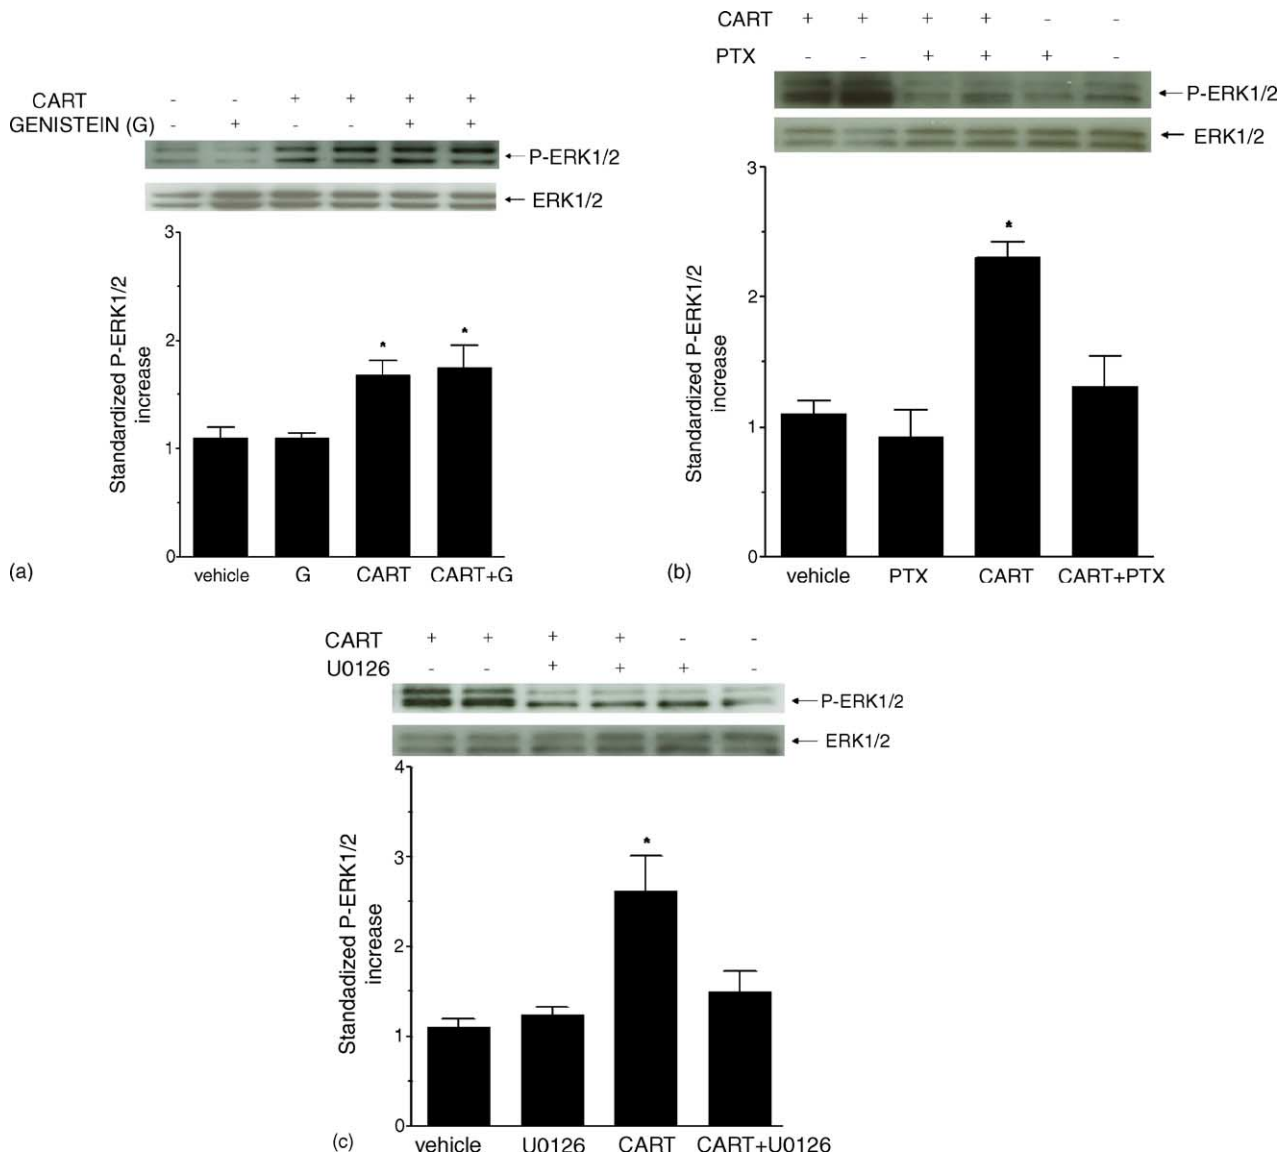 CART - - + + + +
GENISTEIN (G) - + - - + +
P-ERK1/2
ERK1/2
Standardized P-ERK1/2
increase
3
2
1
0
* *
vehicle G CART CART+G
(a)
CART + + + + - -
PTX - - + + + -
P-ERK1/2
ERK1/2
Standardized P-ERK1/2
increase
3
2
1
0
*
vehicle PTX CART CART+PTX
(b)
CART + + + + - -
U0126 - - + + + -
P-ERK1/2
ERK1/2
Standadized P-ERK1/2
increase
4
3
2
1
0
*
vehicle U0126 CART CART+U0126
(c)